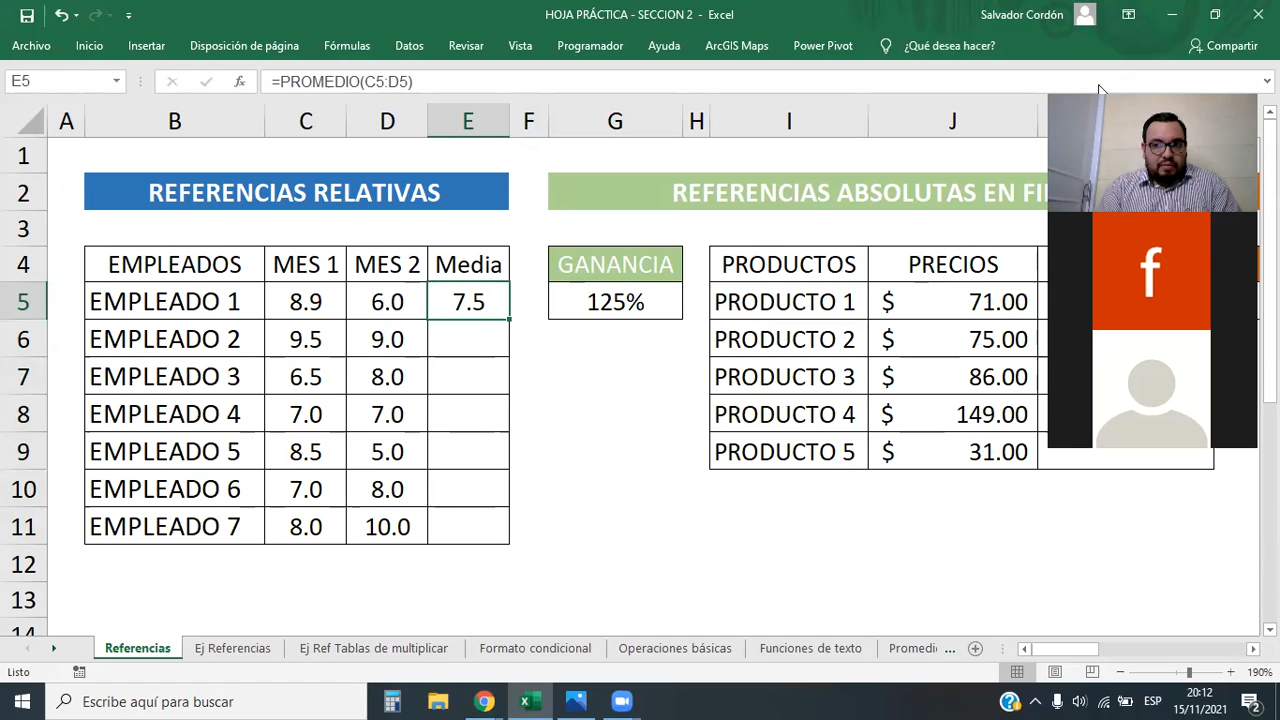 HOJA PRÁCTICA - SECCION 2 - Excel
Salvador Cordón
Archivo Inicio Insertar Disposición de página Fórmulas Datos Revisar Vista Programador Ayuda ArcGIS Maps Power Pivot ¿Qué desea hacer? Compartir
E5 fx =PROMEDIO(C5:D5)
A B C D E F G H I J
1
2 REFERENCIAS RELATIVAS REFERENCIAS ABSOLUTAS EN FI
3
4 EMPLEADOS MES 1 MES 2 Media GANANCIA PRODUCTOS PRECIOS
5 EMPLEADO 1 8.9 6.0 7.5 125% PRODUCTO 1 $ 71.00
6 EMPLEADO 2 9.5 9.0 PRODUCTO 2 $ 75.00
7 EMPLEADO 3 6.5 8.0 PRODUCTO 3 $ 86.00
8 EMPLEADO 4 7.0 7.0 PRODUCTO 4 $ 149.00
9 EMPLEADO 5 8.5 5.0 PRODUCTO 5 $ 31.00
10 EMPLEADO 6 7.0 8.0
11 EMPLEADO 7 8.0 10.0
12
13
14
f
Referencias Ej Referencias Ej Ref Tablas de multiplicar Formato condicional Operaciones básicas Funciones de texto Promedi ...
Listo 190%
Escribe aquí para buscar
ESP
20:12
15/11/2021
2